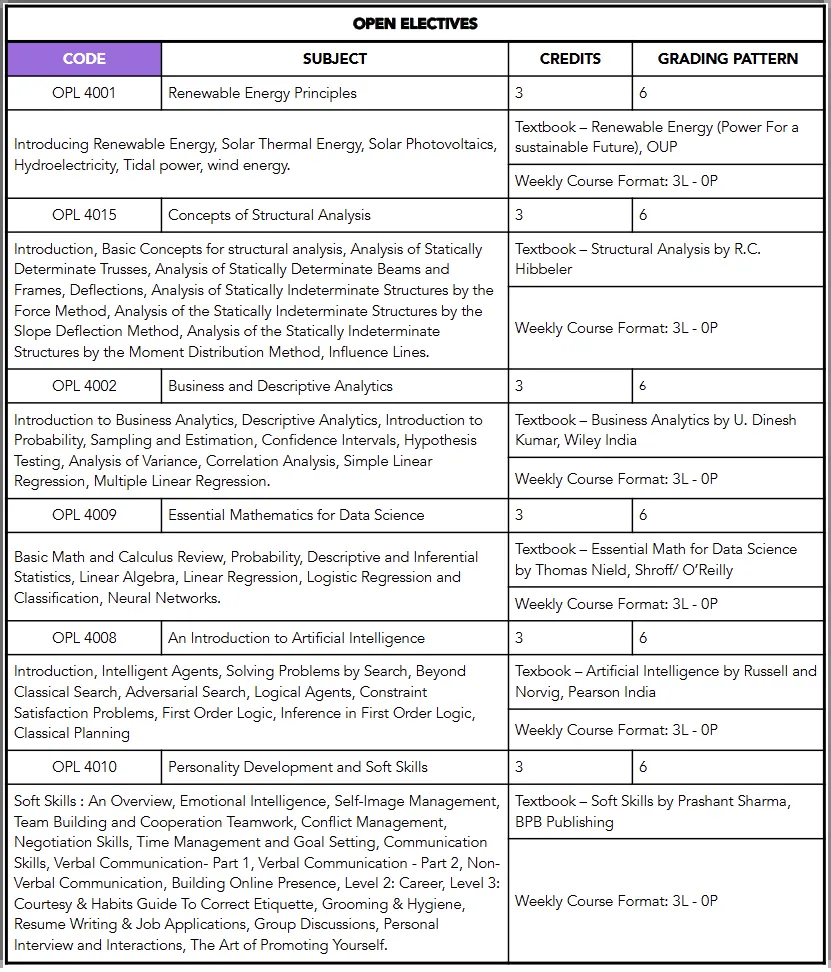 OPEN ELECTIVES
CODE SUBJECT CREDITS GRADING PATTERN
OPL 4001 Renewable Energy Principles 3 6
Introducing Renewable Energy, Solar Thermal Energy, Solar Photovoltaics,
Hydroelectricity, Tidal power, wind energy.
Textbook – Renewable Energy (Power For a
sustainable Future), OUP
Weekly Course Format: 3L - 0P
OPL 4015 Concepts of Structural Analysis 3 6
Introduction, Basic Concepts for structural analysis, Analysis of Statically
Determinate Trusses, Analysis of Statically Determinate Beams and
Frames, Deflections, Analysis of Statically Indeterminate Structures by the
Force Method, Analysis of the Statically Indeterminate Structures by the
Slope Deflection Method, Analysis of the Statically Indeterminate
Structures by the Moment Distribution Method, Influence Lines.
Textbook – Structural Analysis by R.C.
Hibbeler
Weekly Course Format: 3L - 0P
OPL 4002 Business and Descriptive Analytics 3 6
Introduction to Business Analytics, Descriptive Analytics, Introduction to
Probability, Sampling and Estimation, Confidence Intervals, Hypothesis
Testing, Analysis of Variance, Correlation Analysis, Simple Linear
Regression, Multiple Linear Regression.
Textbook – Business Analytics by U. Dinesh
Kumar, Wiley India
Weekly Course Format: 3L - 0P
OPL 4009 Essential Mathematics for Data Science 3 6
Basic Math and Calculus Review, Probability, Descriptive and Inferential
Statistics, Linear Algebra, Linear Regression, Logistic Regression and
Classification, Neural Networks.
Textbook – Essential Math for Data Science
by Thomas Nield, Shroff/ O'Reilly
Weekly Course Format: 3L - 0P
OPL 4008 An Introduction to Artificial Intelligence 3 6
Introduction, Intelligent Agents, Solving Problems by Search, Beyond
Classical Search, Adversarial Search, Logical Agents, Constraint
Satisfaction Problems, First Order Logic, Inference in First Order Logic,
Classical Planning
Texbook – Artificial Intelligence by Russell and
Norvig, Pearson India
Weekly Course Format: 3L - 0P
OPL 4010 Personality Development and Soft Skills 3 6
Soft Skills : An Overview, Emotional Intelligence, Self-Image Management,
Team Building and Cooperation Teamwork, Conflict Management,
Negotiation Skills, Time Management and Goal Setting, Communication
Skills, Verbal Communication- Part 1, Verbal Communication - Part 2, Non-
Verbal Communication, Building Online Presence, Level 2: Career, Level 3:
Courtesy & Habits Guide To Correct Etiquette, Grooming & Hygiene,
Resume Writing & Job Applications, Group Discussions, Personal
Interview and Interactions, The Art of Promoting Yourself.
Textbook – Soft Skills by Prashant Sharma,
BPB Publishing
Weekly Course Format: 3L - 0P